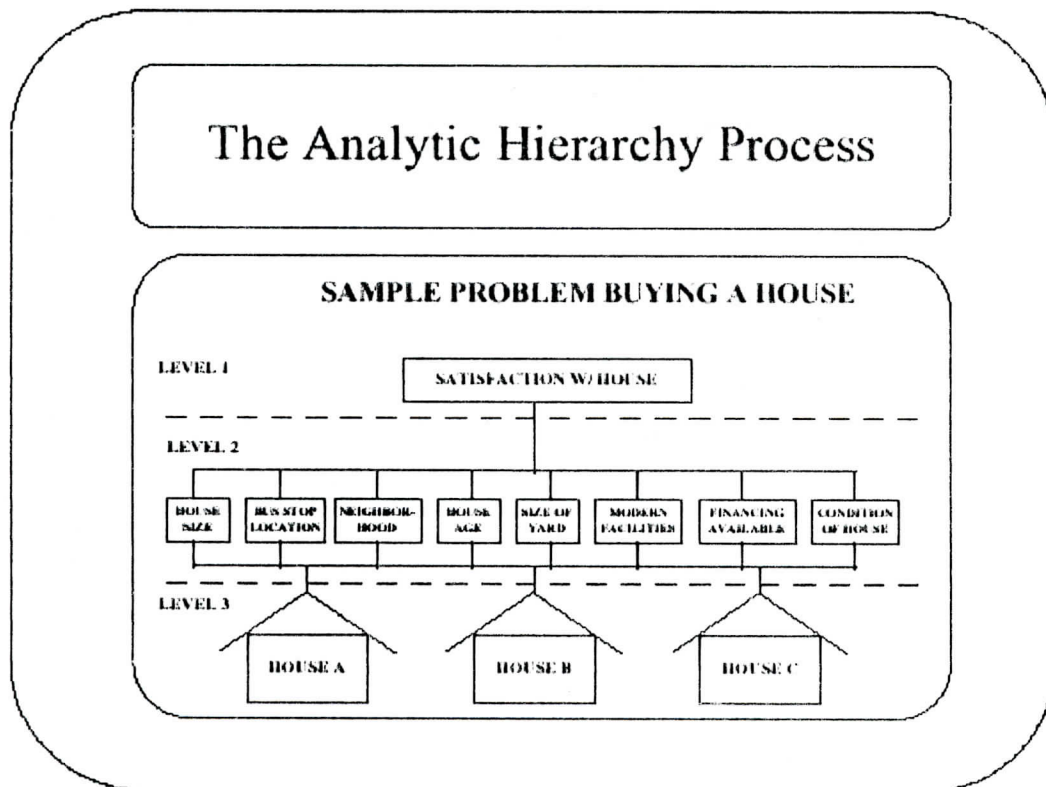 The Analytic Hierarchy Process
SAMPLE PROBLEM BUYING A HOUSE
LEVEL 1
SATISFACTION W/ HOUSE
LEVEL 2
HOUSE
SIZE
BUS STOP
LOCATION
NEIGHBOR-
HOOD
HOUSE
AGE
SIZE OF
YARD
MODERN
FACILITIES
FINANCING
AVAILABLE
CONDITION
OF HOUSE
LEVEL 3
HOUSE A
HOUSE B
HOUSE C